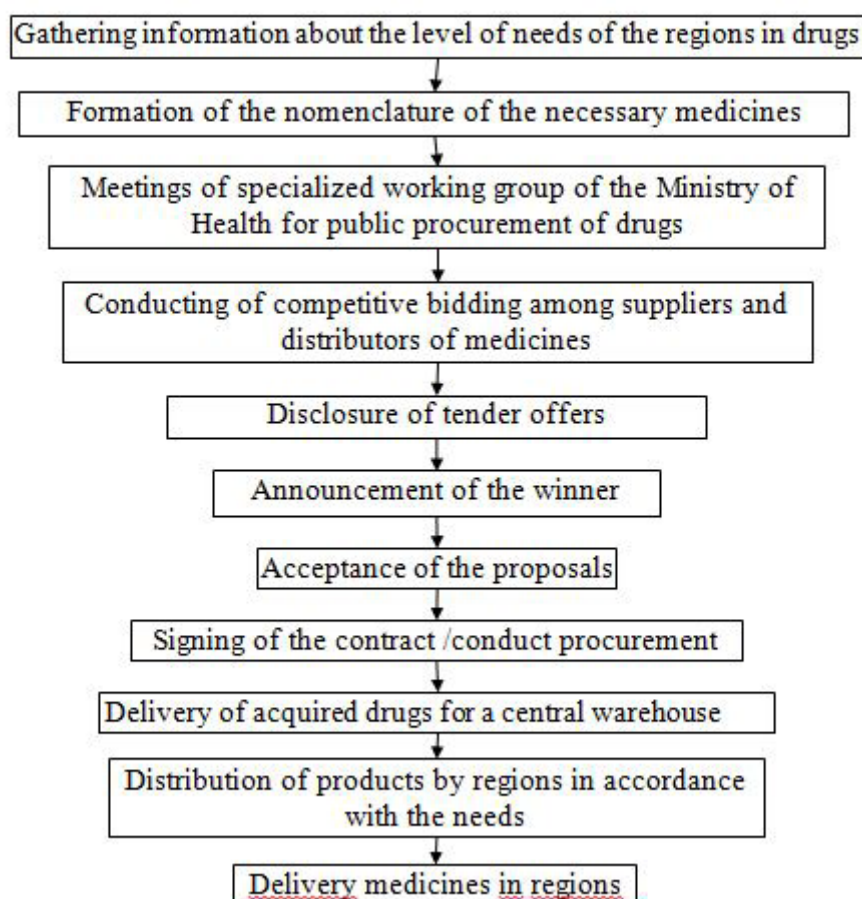 Gathering information about the level of needs of the regions in drugs
Formation of the nomenclature of the necessary medicines
Meetings of specialized working group of the Ministry of
Health for public procurement of drugs
Conducting of competitive bidding among suppliers and
distributors of medicines
Disclosure of tender offers
Announcement of the winner
Acceptance of the proposals
Signing of the contract /conduct procurement
Delivery of acquired drugs for a central warehouse
Distribution of products by regions in accordance
with the needs
Delivery medicines in regions